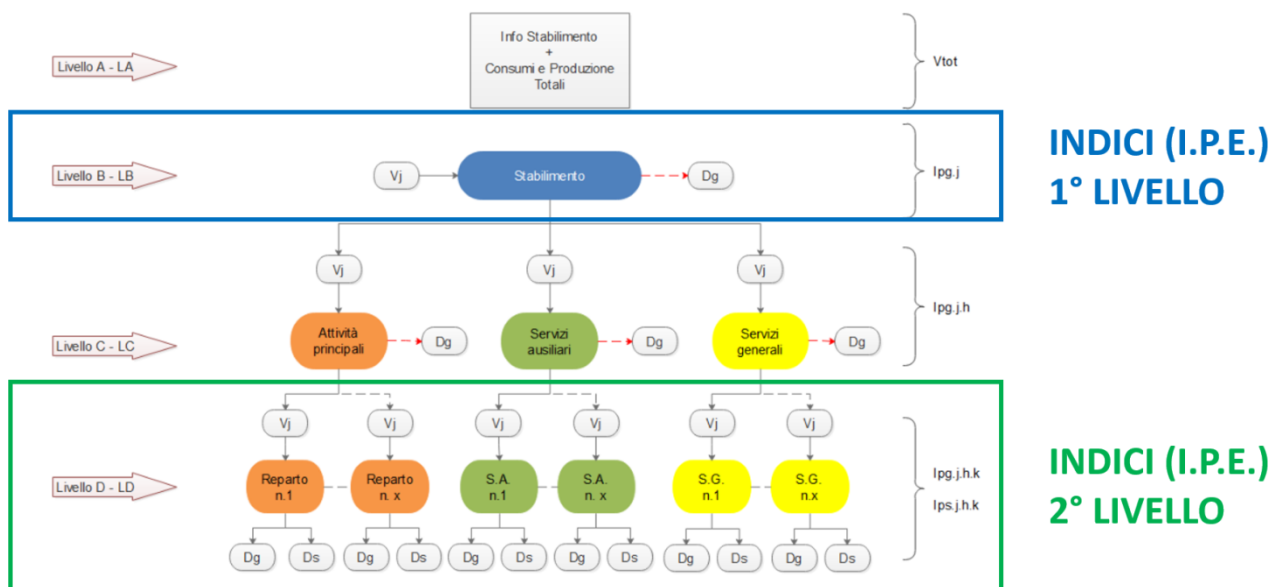 Info Stabilimento
+
Consumi e Produzione
Totali
Livello A - LA
Vtot
INDICI (I.P.E.)
1° LIVELLO
Livello B - LB
Vj
Stabilimento
Dg
Ipg.j
Vj
Vj
Vj
Livello C - LC
Attività
principali
Dg
Servizi
ausiliari
Dg
Servizi
generali
Dg
Ipg.j.h
Vj
Vj
Vj
Vj
Vj
Vj
Livello D - LD
Reparto
n.1
Reparto
n. x
S.A.
n.1
S.A.
n. x
S.G.
n.1
S.G.
n.x
Ipg.j.h.k
Ips.j.h.k
INDICI (I.P.E.)
2° LIVELLO
Dg
Ds
Dg
Ds
Dg
Ds
Dg
Ds
Dg
Ds
Dg
Ds